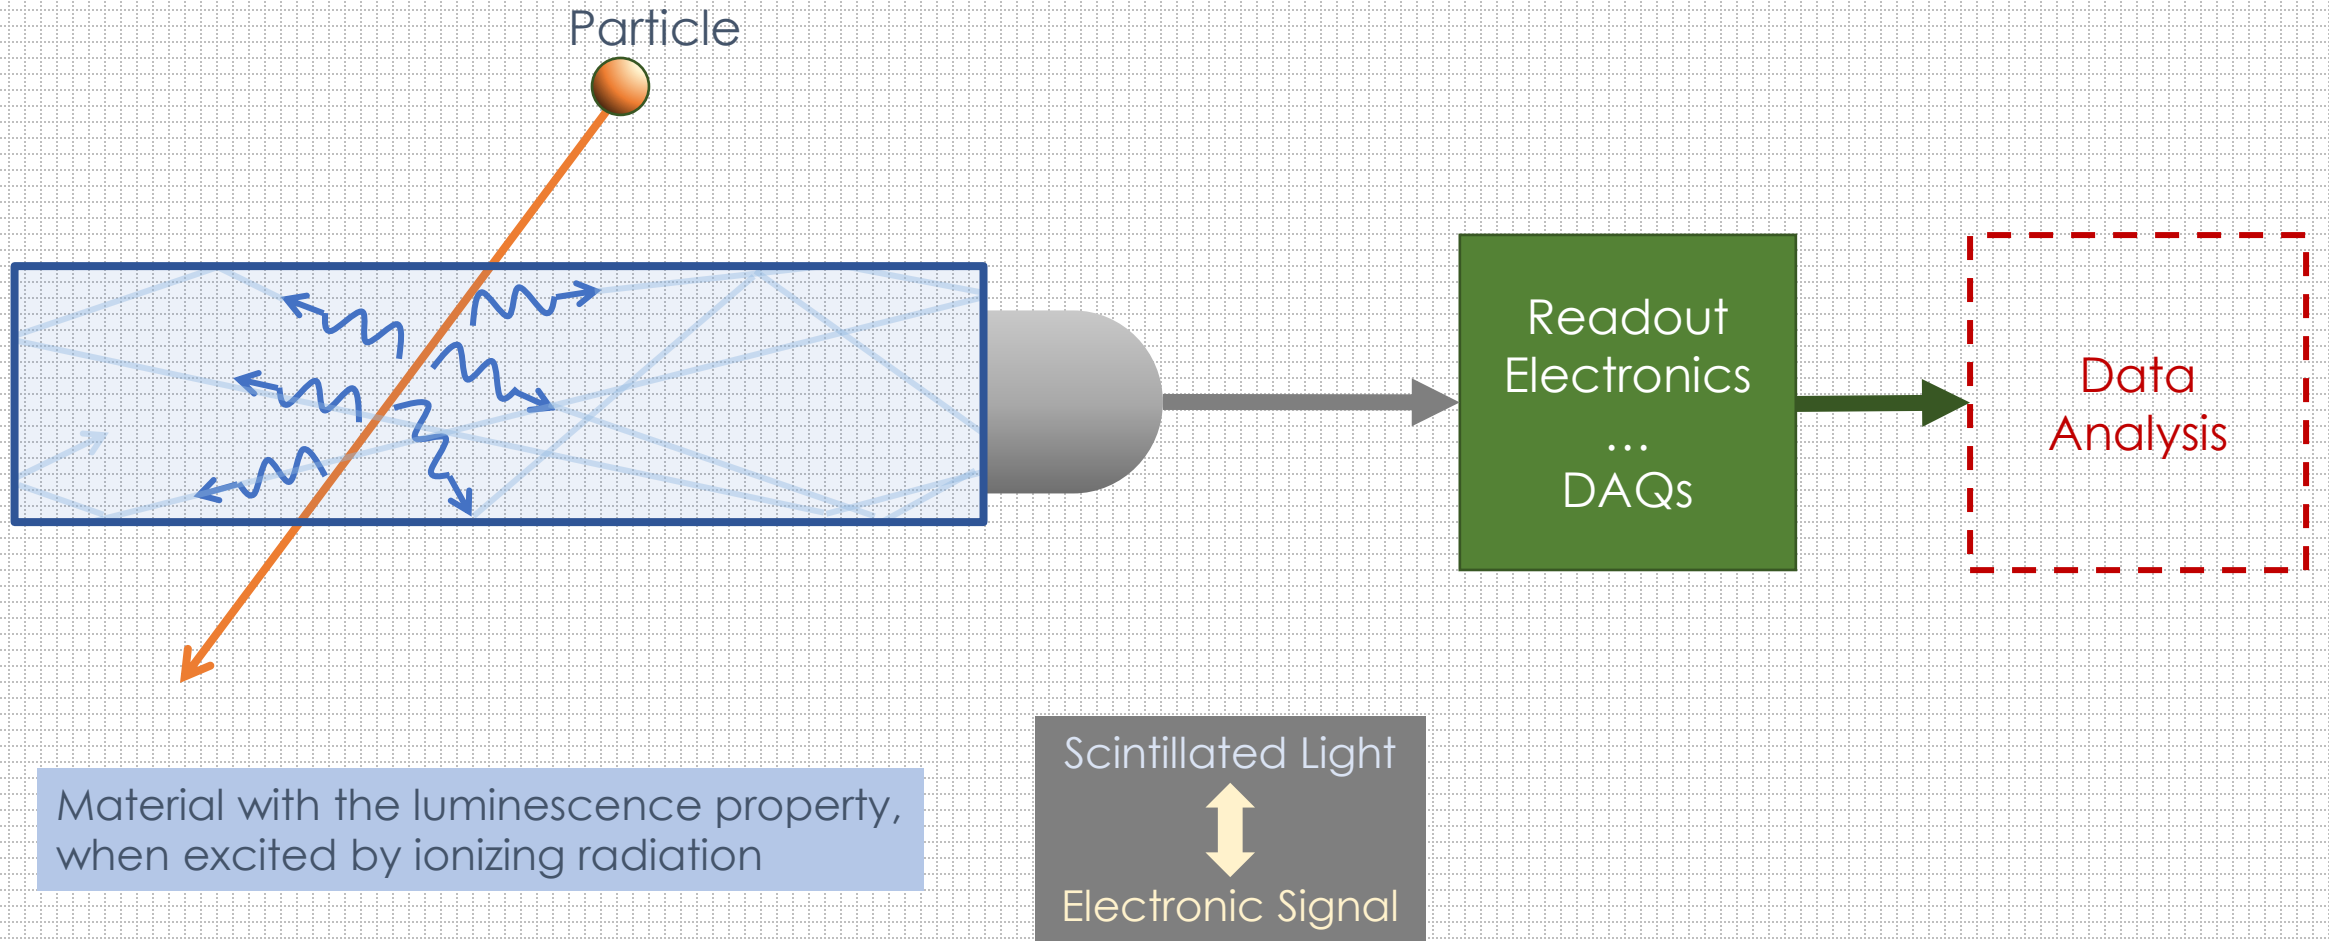 Particle
Readout
Electronics
...
DAQs
Data
Analysis
Material with the luminescence property,
when excited by ionizing radiation
Scintillated Light
Electronic Signal